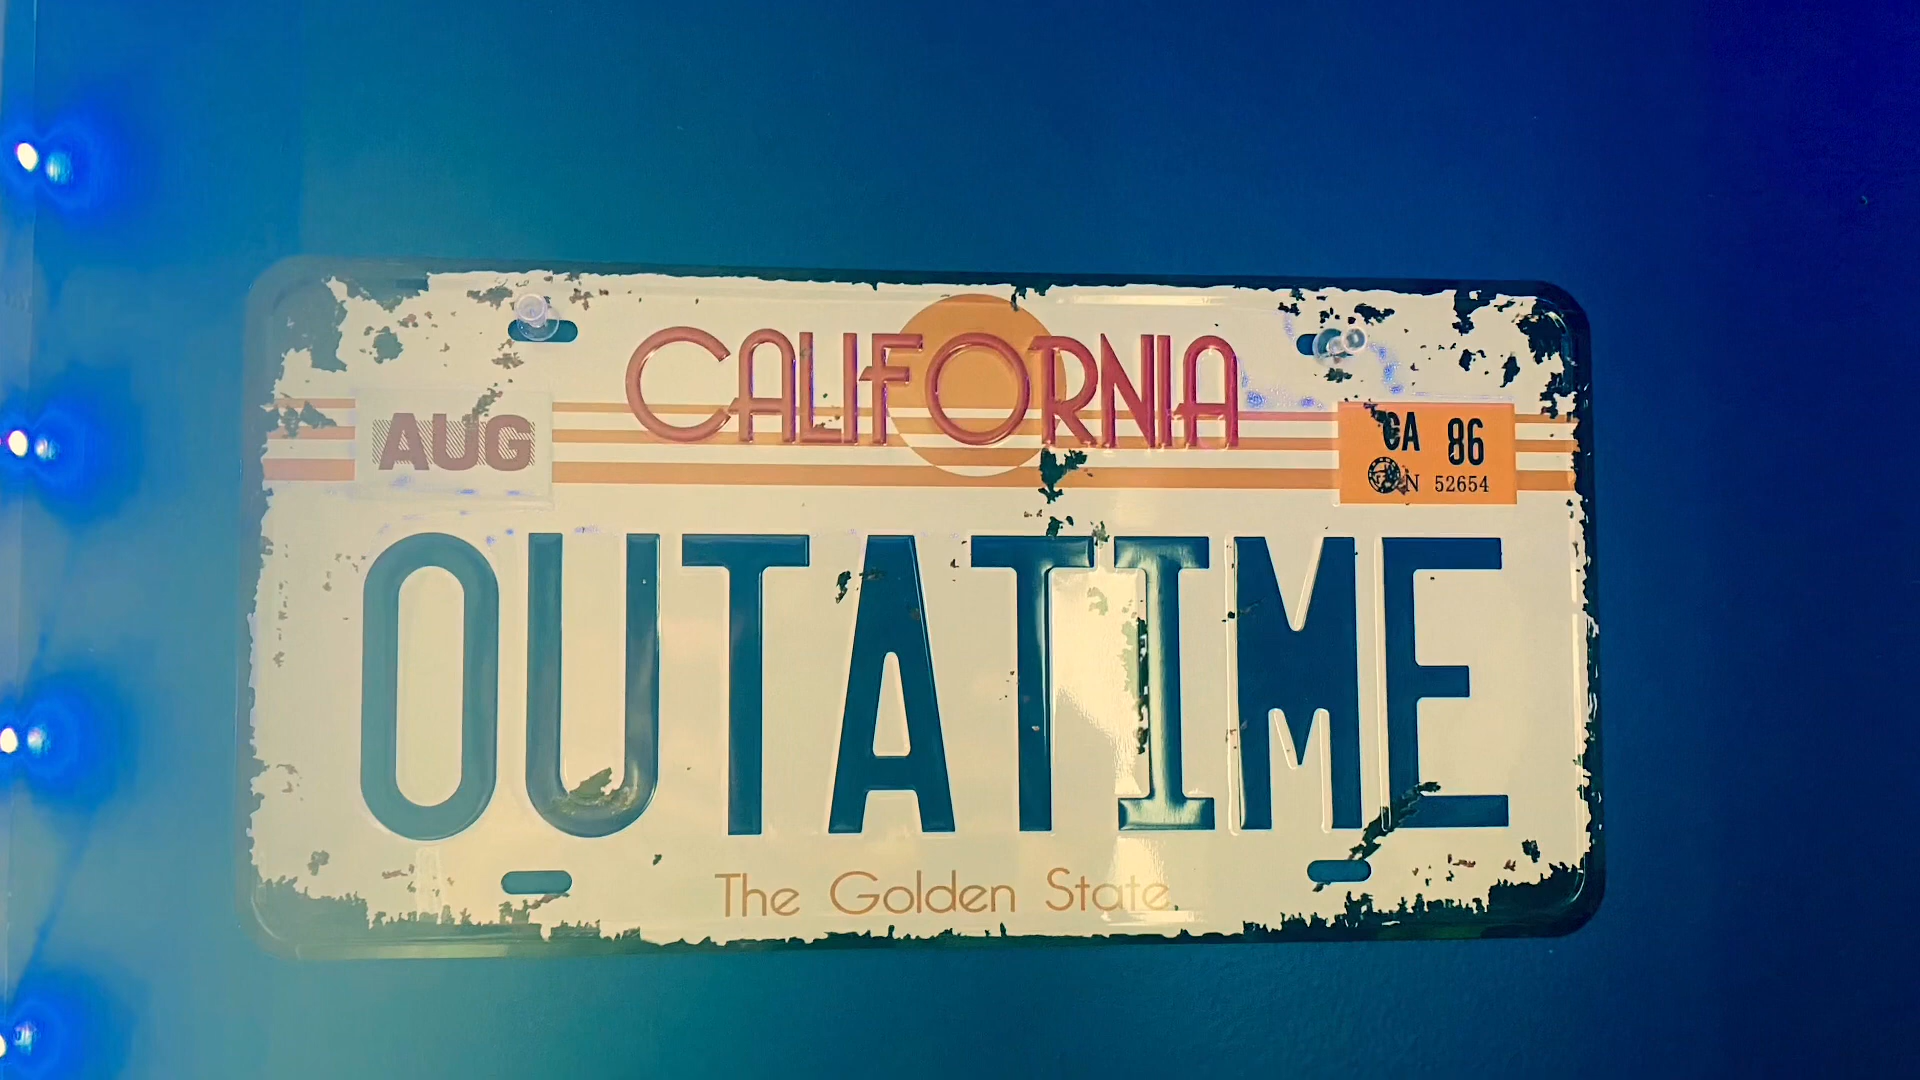 CALIFORNIA
AUG
CA 86
N 52654
OUTATIME
The Golden State